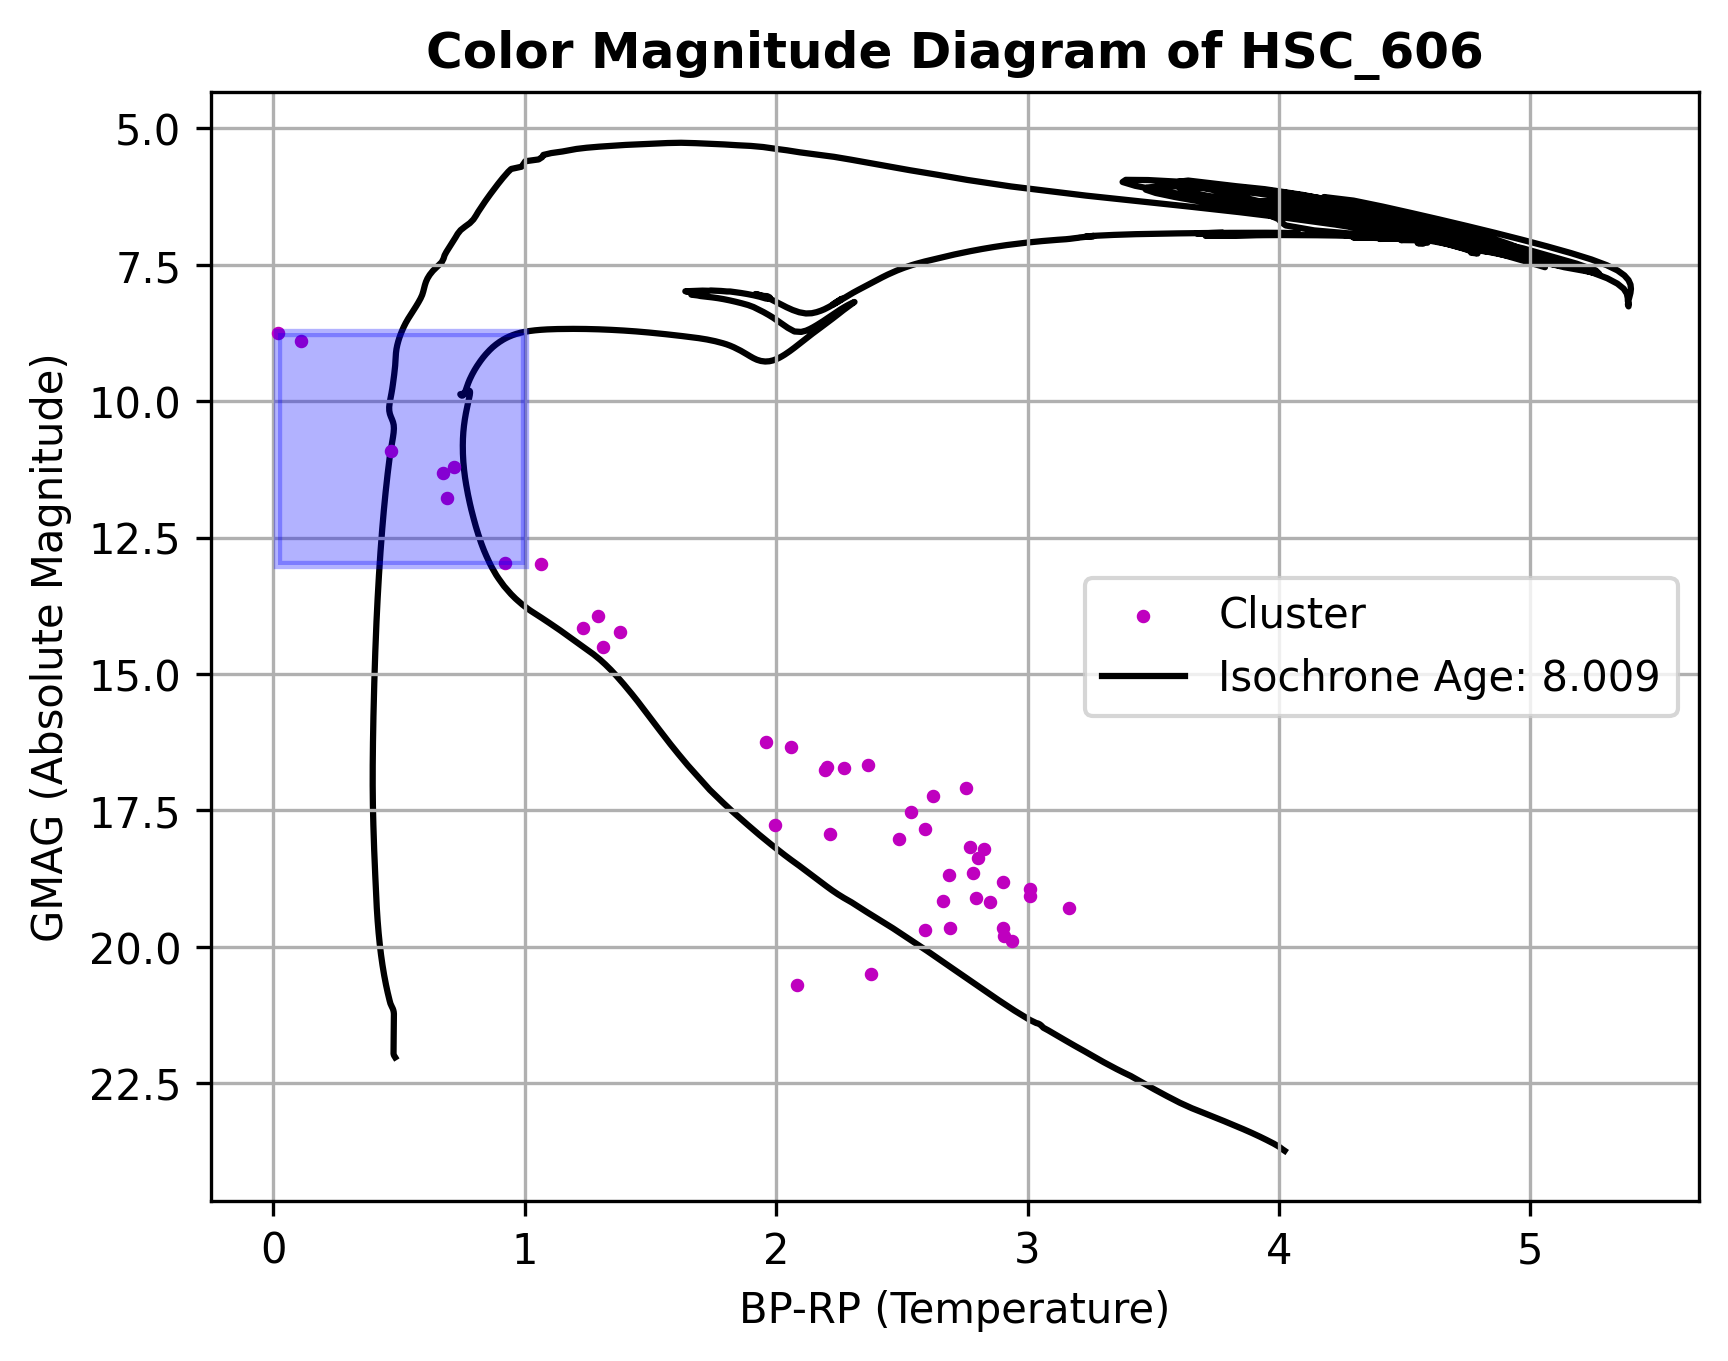 Color Magnitude Diagram of HSC_606
5.0
7.5
10.0
12.5
15.0
17.5
20.0
22.5
GMAG (Absolute Magnitude)
Cluster
Isochrone Age: 8.009
0 1 2 3 4 5
BP-RP (Temperature)